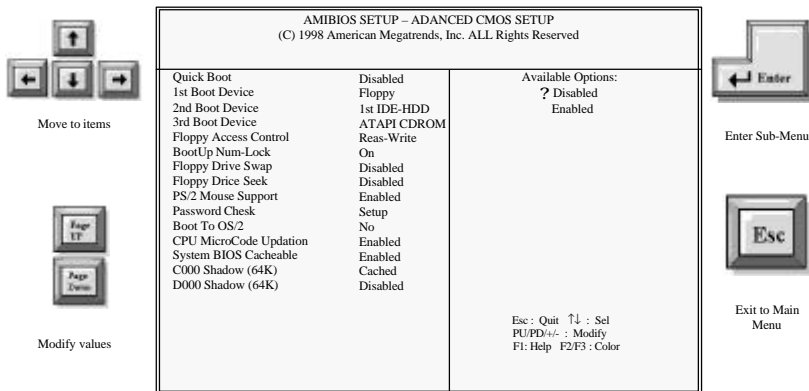 AMIBIOS SETUP – ADANCED CMOS SETUP
(C) 1998 American Megatrends, Inc. ALL Rights Reserved
Quick Boot Disabled
1st Boot Device Floppy
2nd Boot Device 1st IDE-HDD
3rd Boot Device ATAPI CDROM
Floppy Access Control Reas-Write
BootUp Num-Lock On
Floppy Drive Swap Disabled
Floppy Drice Seek Disabled
PS/2 Mouse Support Enabled
Password Chesk Setup
Boot To OS/2 No
CPU MicroCode Updation Enabled
System BIOS Cacheable Enabled
C000 Shadow (64K) Cached
D000 Shadow (64K) Disabled
Available Options:
? Disabled
Enabled
Esc : Quit ↑↓ : Sel
PU/PD/+/- : Modify
F1: Help F2/F3 : Color
Move to items
Page
UP
Page
Down
Modify values
Enter
Enter Sub-Menu
Esc
Exit to Main
Menu